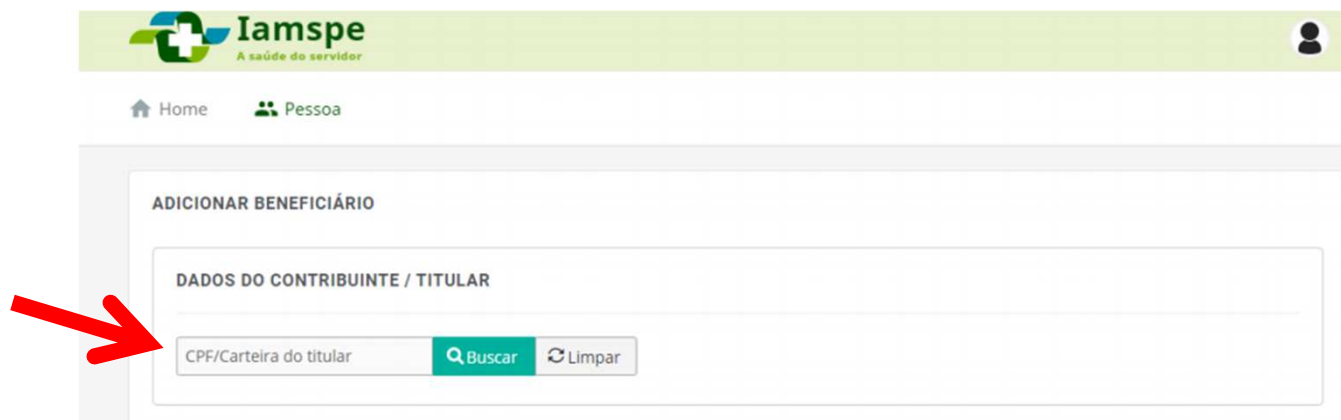 Iamspe
A saúde do servidor
Home Pessoa
ADICIONAR BENEFICIÁRIO
DADOS DO CONTRIBUINTE / TITULAR
CPF/Carteira do titular Buscar Limpar